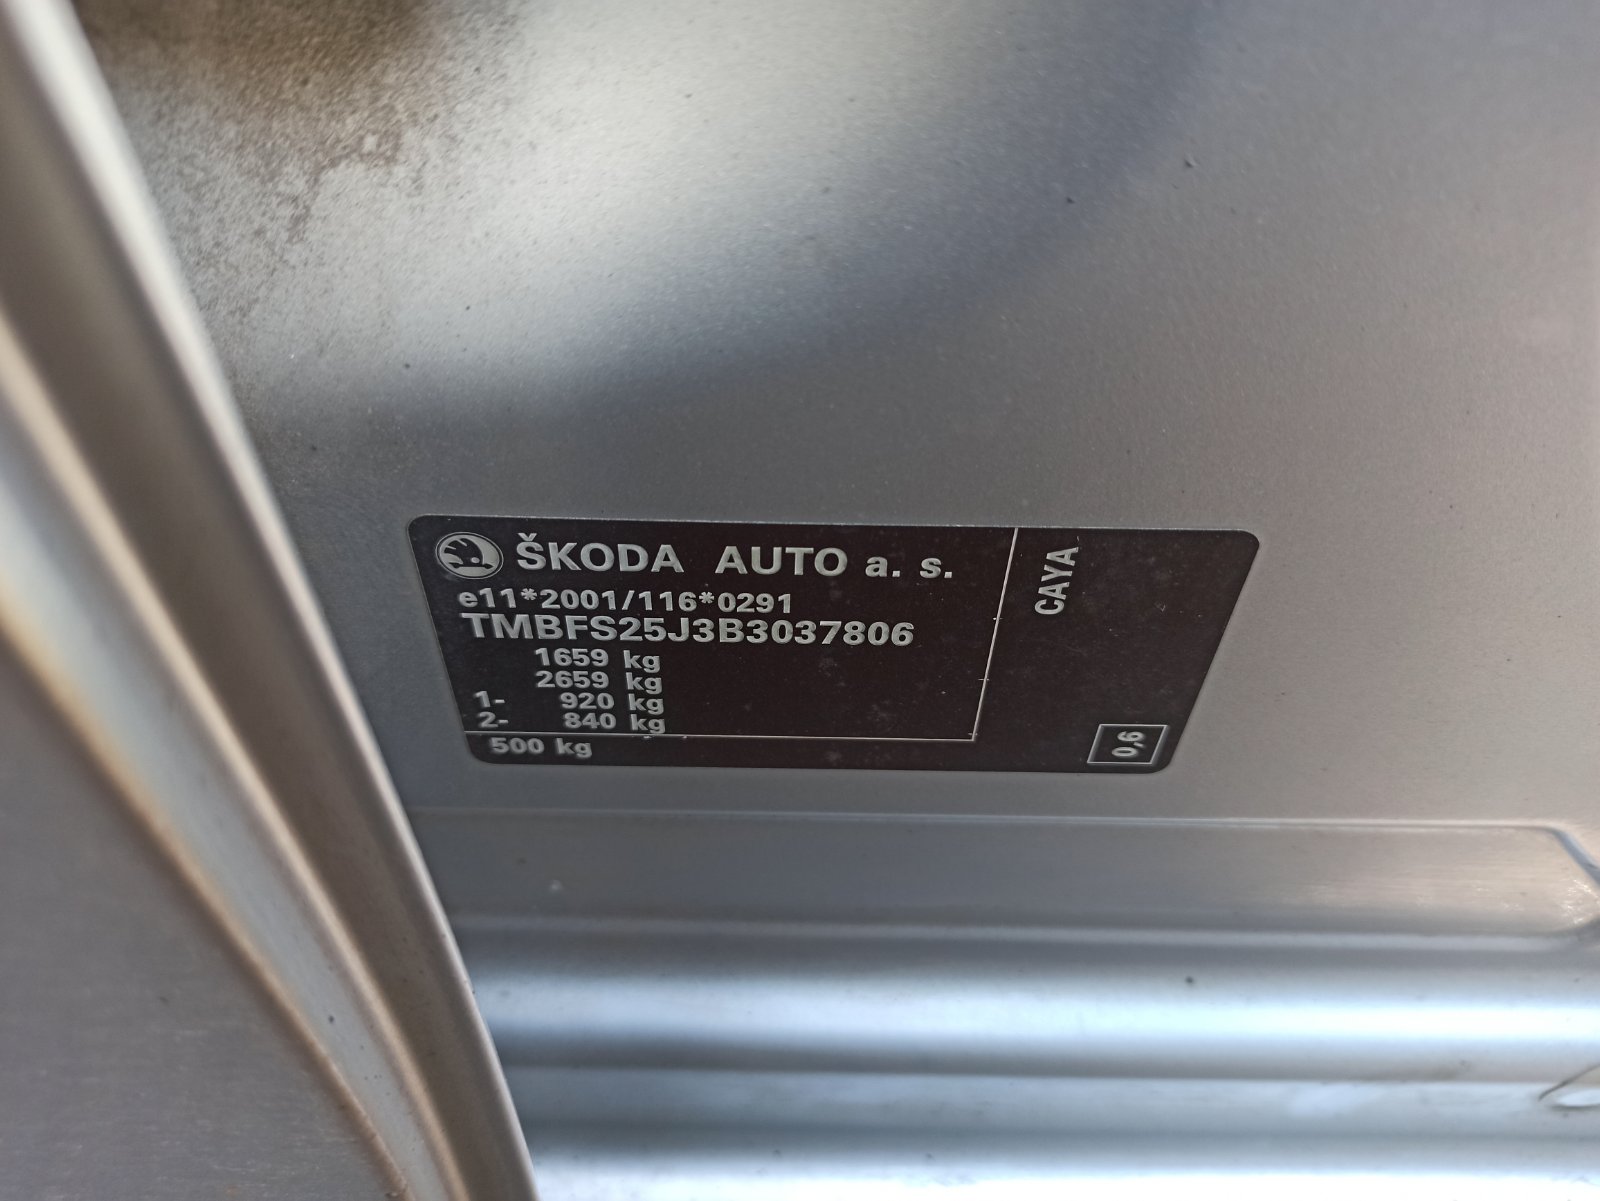 ŠKODA AUTO a. s.
e11*2001/116*0291
TMBFS25J3B3037806
1659 kg
2659 kg
1- 920 kg
2- 840 kg
500 kg
CAYA
0,6